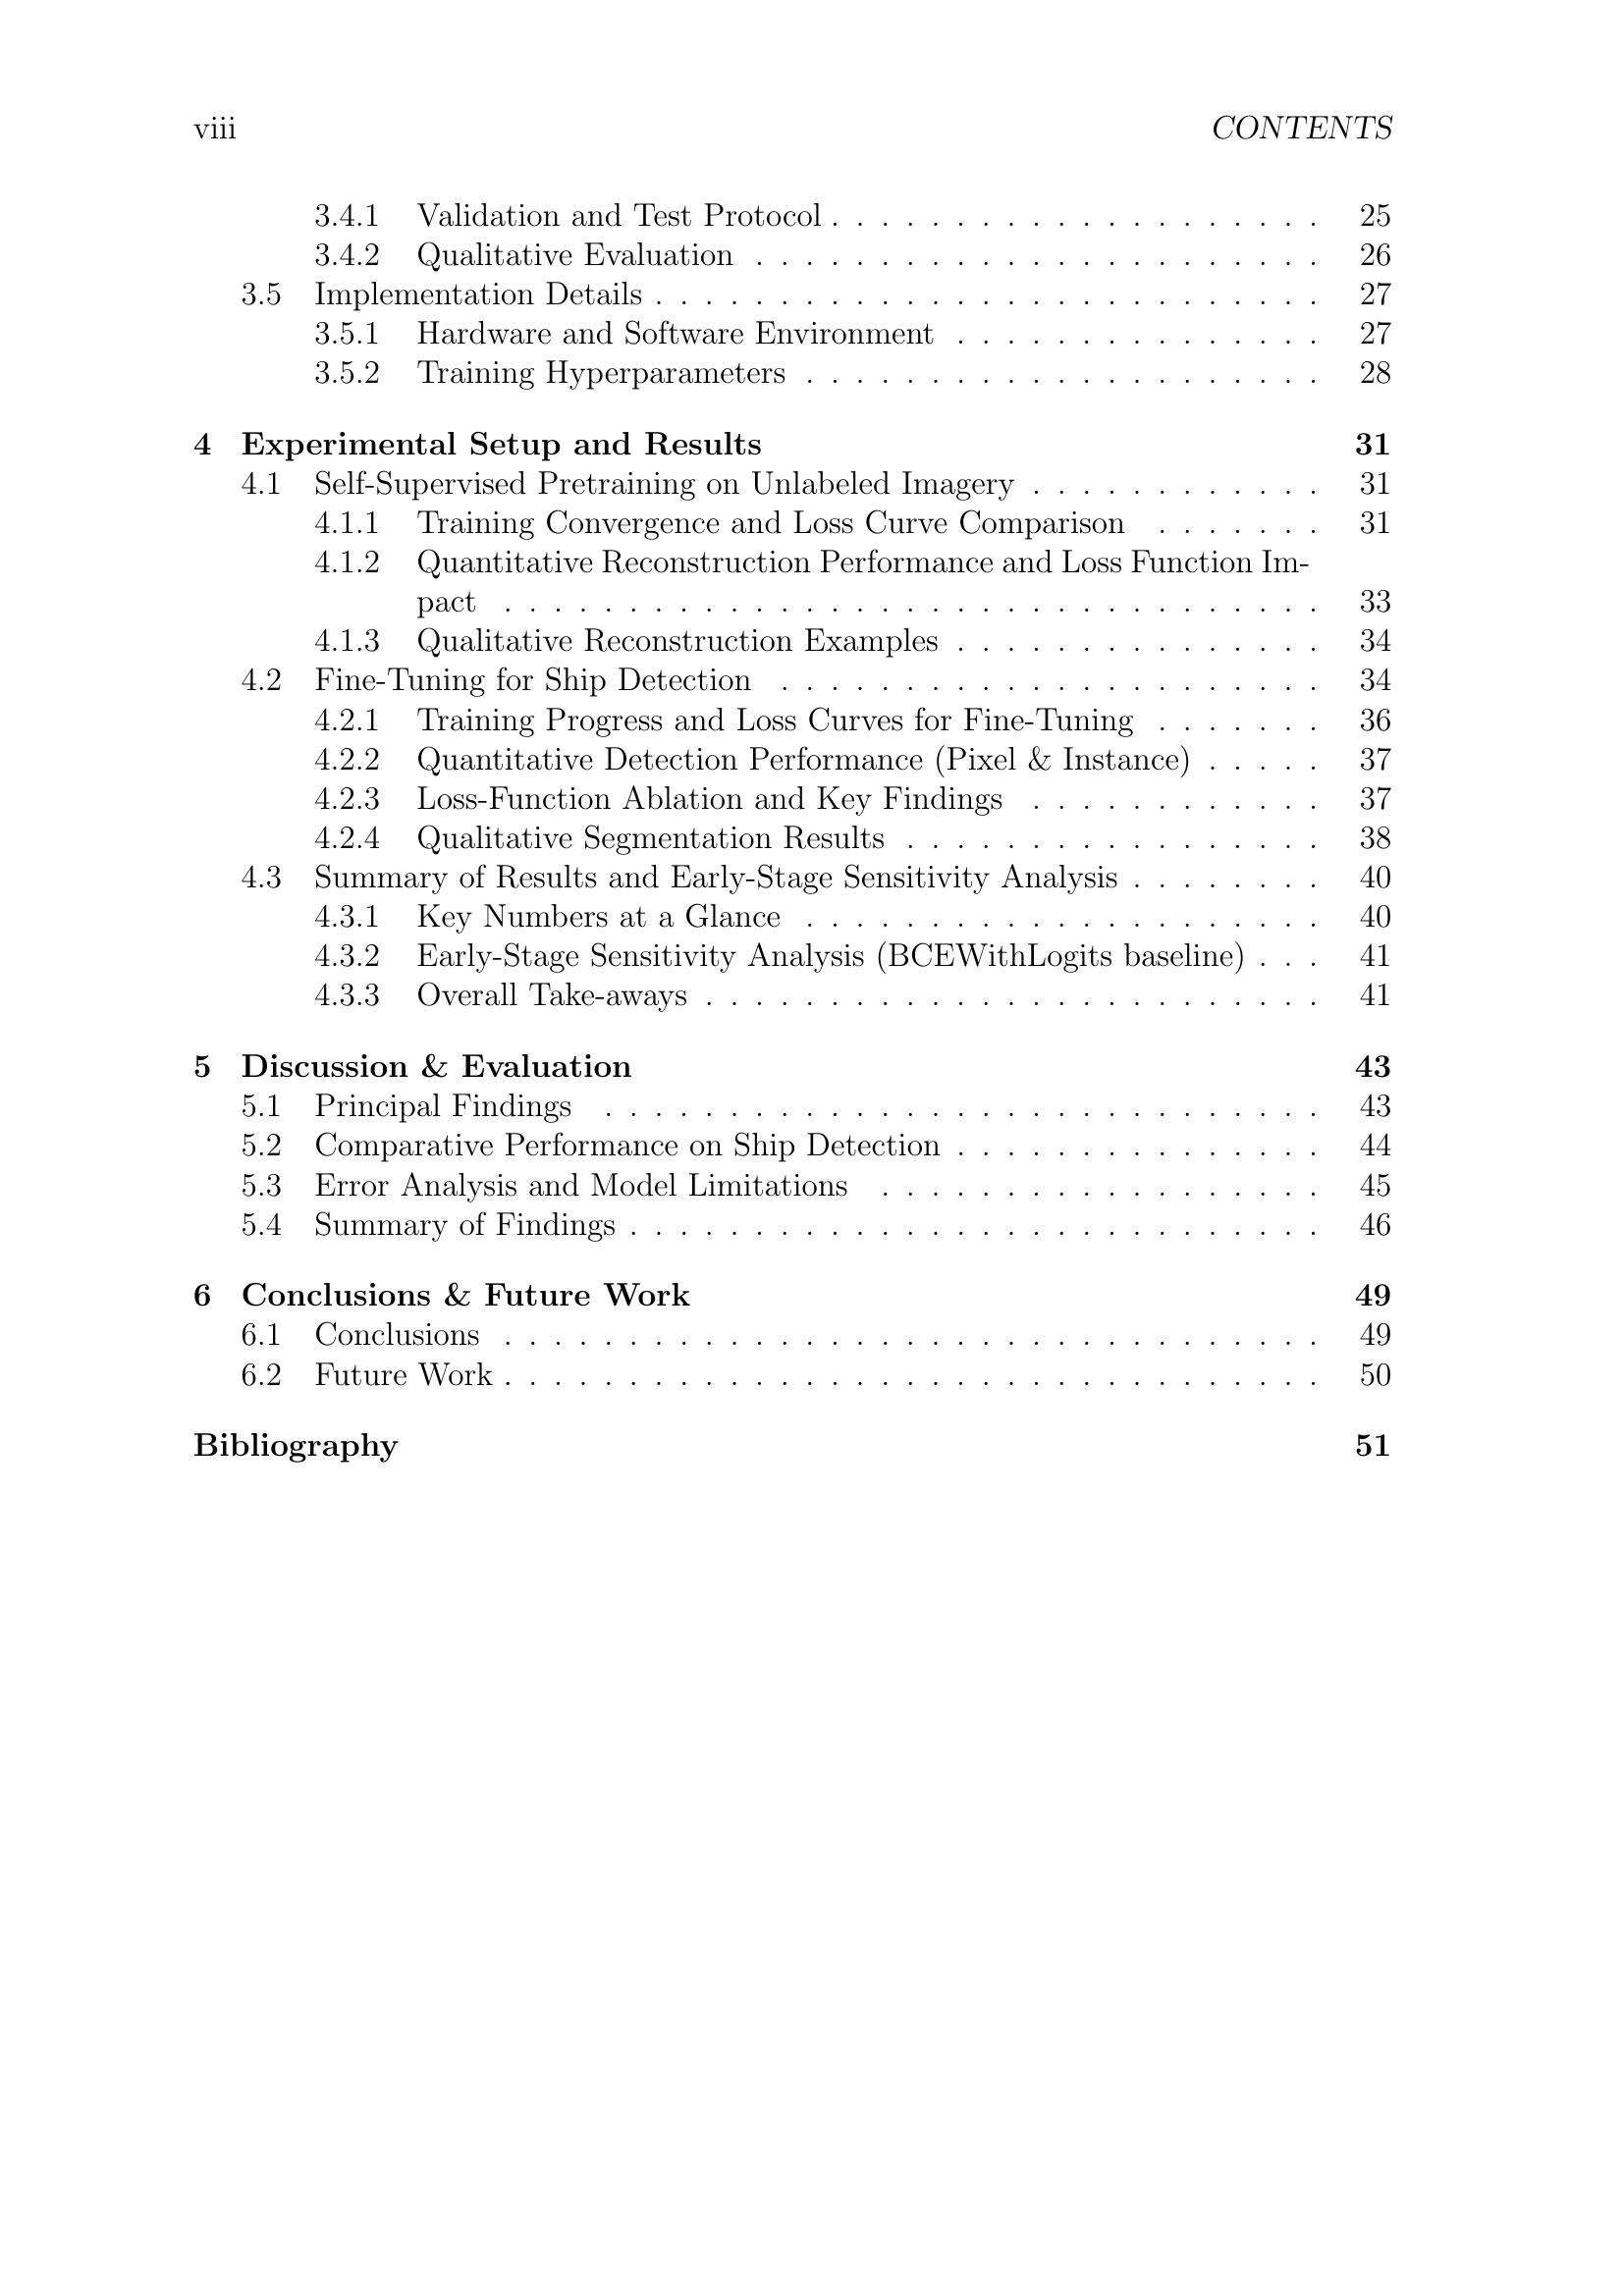 viii CONTENTS
3.4.1 Validation and Test Protocol . . . . . . . . . . . . . . . . . . . . 25
3.4.2 Qualitative Evaluation . . . . . . . . . . . . . . . . . . . . . . . 26
3.5 Implementation Details . . . . . . . . . . . . . . . . . . . . . . . . . . . 27
3.5.1 Hardware and Software Environment . . . . . . . . . . . . . . . 27
3.5.2 Training Hyperparameters . . . . . . . . . . . . . . . . . . . . . 28
4 Experimental Setup and Results 31
4.1 Self-Supervised Pretraining on Unlabeled Imagery . . . . . . . . . . . . 31
4.1.1 Training Convergence and Loss Curve Comparison . . . . . . . 31
4.1.2 Quantitative Reconstruction Performance and Loss Function Im-
pact . . . . . . . . . . . . . . . . . . . . . . . . . . . . . . . . . 33
4.1.3 Qualitative Reconstruction Examples . . . . . . . . . . . . . . . 34
4.2 Fine-Tuning for Ship Detection . . . . . . . . . . . . . . . . . . . . . . 34
4.2.1 Training Progress and Loss Curves for Fine-Tuning . . . . . . . 36
4.2.2 Quantitative Detection Performance (Pixel & Instance) . . . . . 37
4.2.3 Loss-Function Ablation and Key Findings . . . . . . . . . . . . 37
4.2.4 Qualitative Segmentation Results . . . . . . . . . . . . . . . . . 38
4.3 Summary of Results and Early-Stage Sensitivity Analysis . . . . . . . . 40
4.3.1 Key Numbers at a Glance . . . . . . . . . . . . . . . . . . . . . 40
4.3.2 Early-Stage Sensitivity Analysis (BCEWithLogits baseline) . . . 41
4.3.3 Overall Take-aways . . . . . . . . . . . . . . . . . . . . . . . . . 41
5 Discussion & Evaluation 43
5.1 Principal Findings . . . . . . . . . . . . . . . . . . . . . . . . . . . . . 43
5.2 Comparative Performance on Ship Detection . . . . . . . . . . . . . . . 44
5.3 Error Analysis and Model Limitations . . . . . . . . . . . . . . . . . . 45
5.4 Summary of Findings . . . . . . . . . . . . . . . . . . . . . . . . . . . . 46
6 Conclusions & Future Work 49
6.1 Conclusions . . . . . . . . . . . . . . . . . . . . . . . . . . . . . . . . . 49
6.2 Future Work . . . . . . . . . . . . . . . . . . . . . . . . . . . . . . . . . 50
Bibliography 51